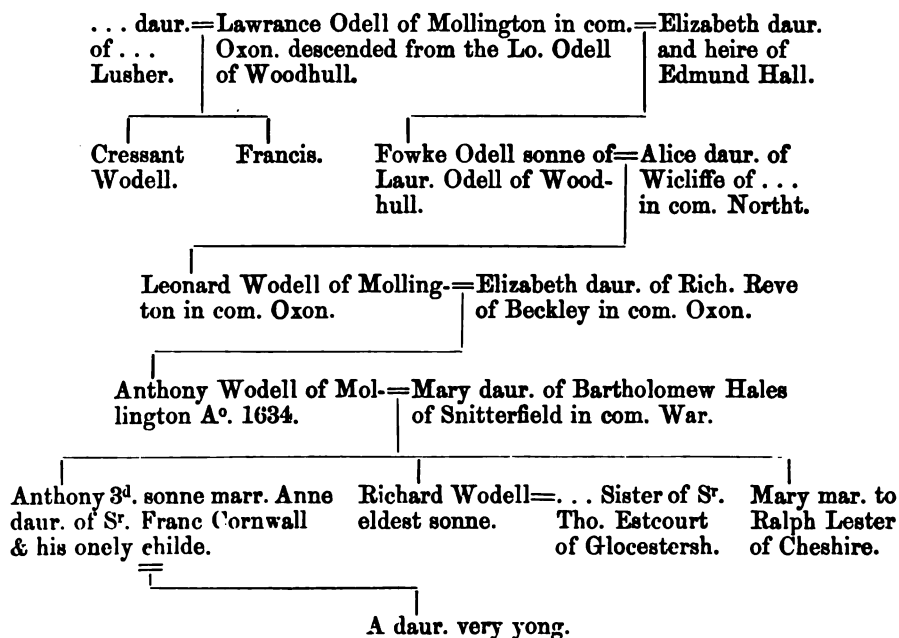 . . . daur.=Lawrance Odell of Mollington in com.=Elizabeth daur.
of . . . Oxon. descended from the Lo. Odell and heire of
Lusher. of Woodhull. Edmund Hall.
Cressant Francis. Fowke Odell sonne of=Alice daur. of
Wodell. Laur. Odell of Wood- Wicliffe of . . .
hull. in com. Northt.
Leonard Wodell of Molling-=Elizabeth daur. of Rich. Reve
ton in com. Oxon. of Beckley in com. Oxon.
Anthony Wodell of Mol-=Mary daur. of Bartholomew Hales
lington Aº. 1634. of Snitterfield in com. War.
Anthony 3ᵈ. sonne marr. Anne Richard Wodell=. . . Sister of Sʳ. Mary mar. to
daur. of Sʳ. Franc Cornwall eldest sonne. Tho. Estcourt Ralph Lester
& his onely childe. of Glocestersh. of Cheshire.
A daur. very yong.